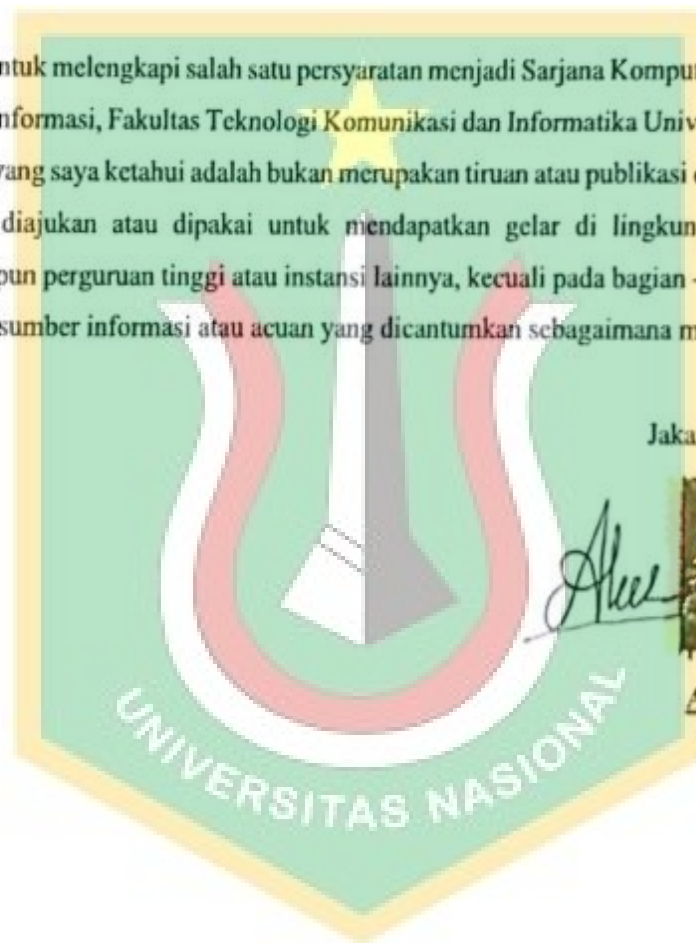 ntuk melengkapi salah satu persyaratan menjadi Sarjana Komput
nformasi, Fakultas Teknologi Komunikasi dan Informatika Univ
yang saya ketahui adalah bukan merupakan tiruan atau publikasi
diajukan atau dipakai untuk mendapatkan gelar di lingkun
pun perguruan tinggi atau instansi lainnya, kecuali pada bagian -
sumber informasi atau acuan yang dicantumkan sebagaimana m
Jaka
UNIVERSITAS NASIONAL